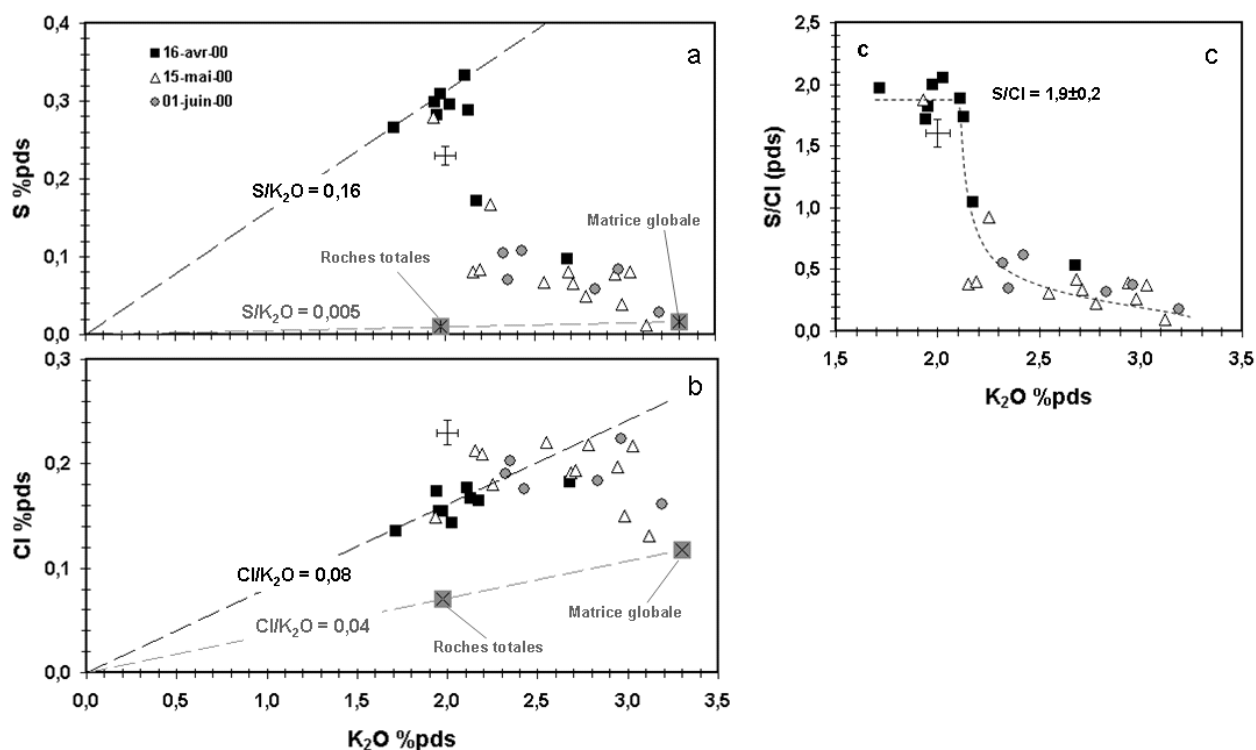 0,4
0,3
0,2
0,1
0,0
S %pds
16-avr-00
15-mai-00
01-juin-00
a
S/K₂O = 0,16
Roches totales
Matrice globale
S/K₂O = 0,005
0,3
0,2
0,1
0,0
Cl %pds
b
Cl/K₂O = 0,08
Cl/K₂O = 0,04
Matrice globale
Roches totales
0,0 0,5 1,0 1,5 2,0 2,5 3,0 3,5
K₂O %pds
2,5
2,0
1,5
1,0
0,5
0,0
S/Cl (pds)
c
c
S/Cl = 1,9±0,2
1,5 2,0 2,5 3,0 3,5
K₂O %pds